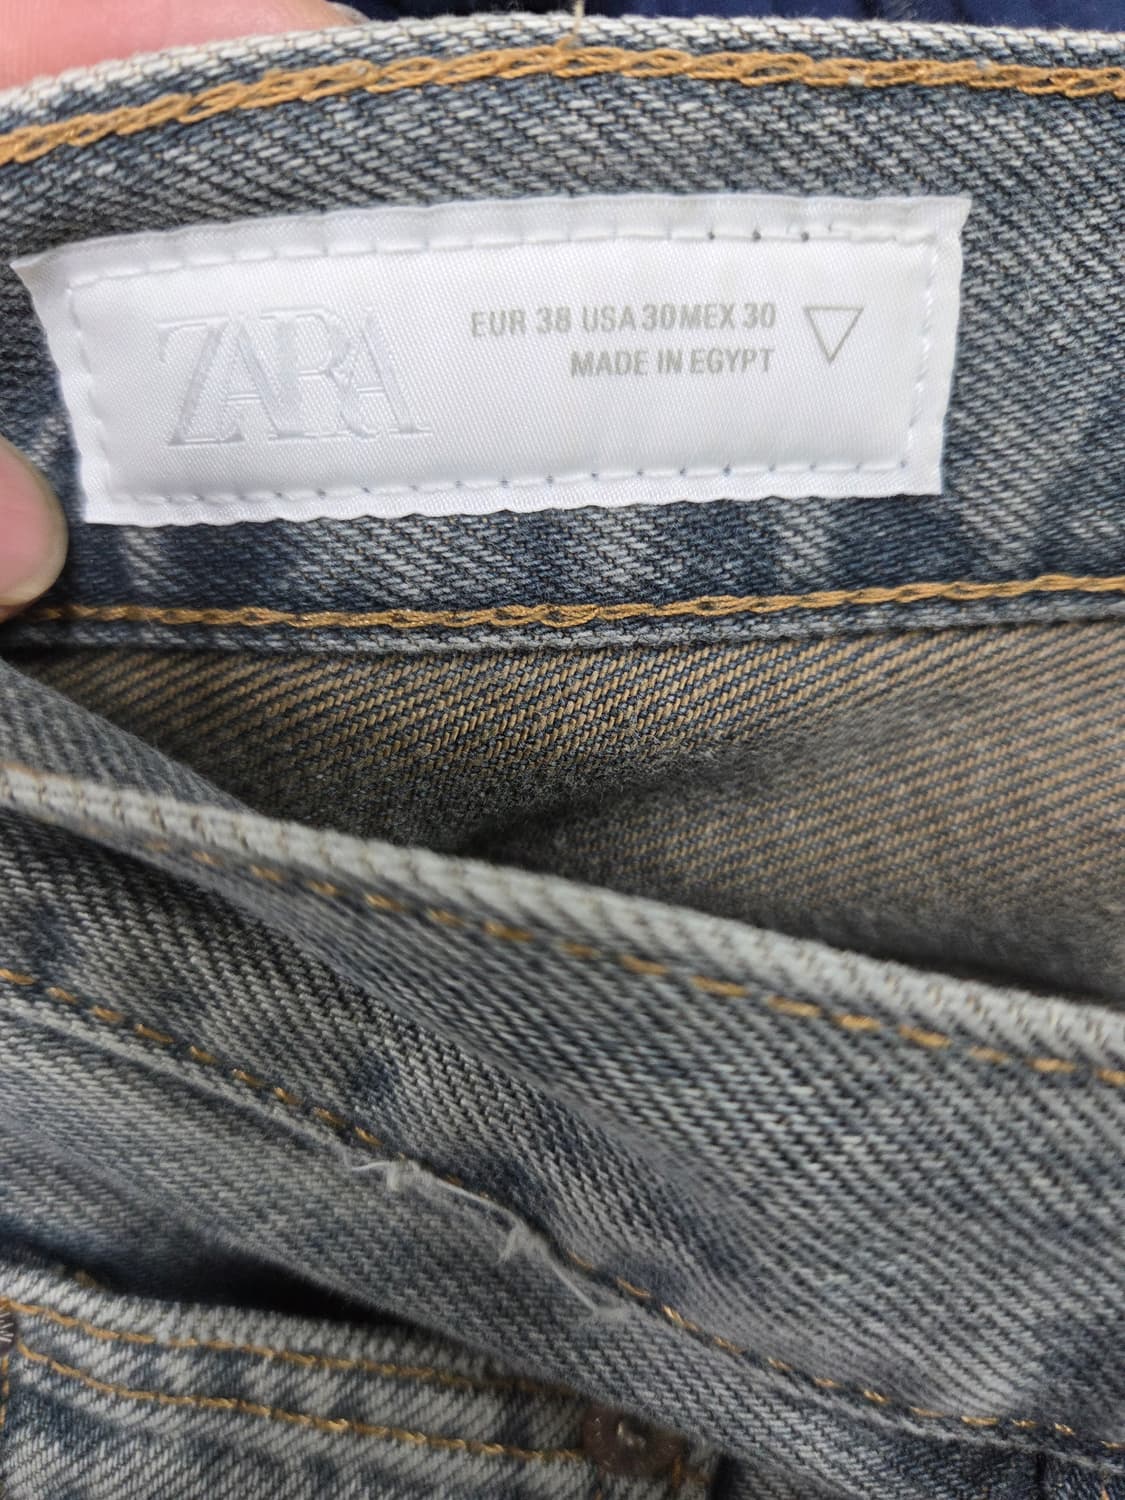 ZARA
EUR 38 USA 30 MEX 30
MADE IN EGYPT